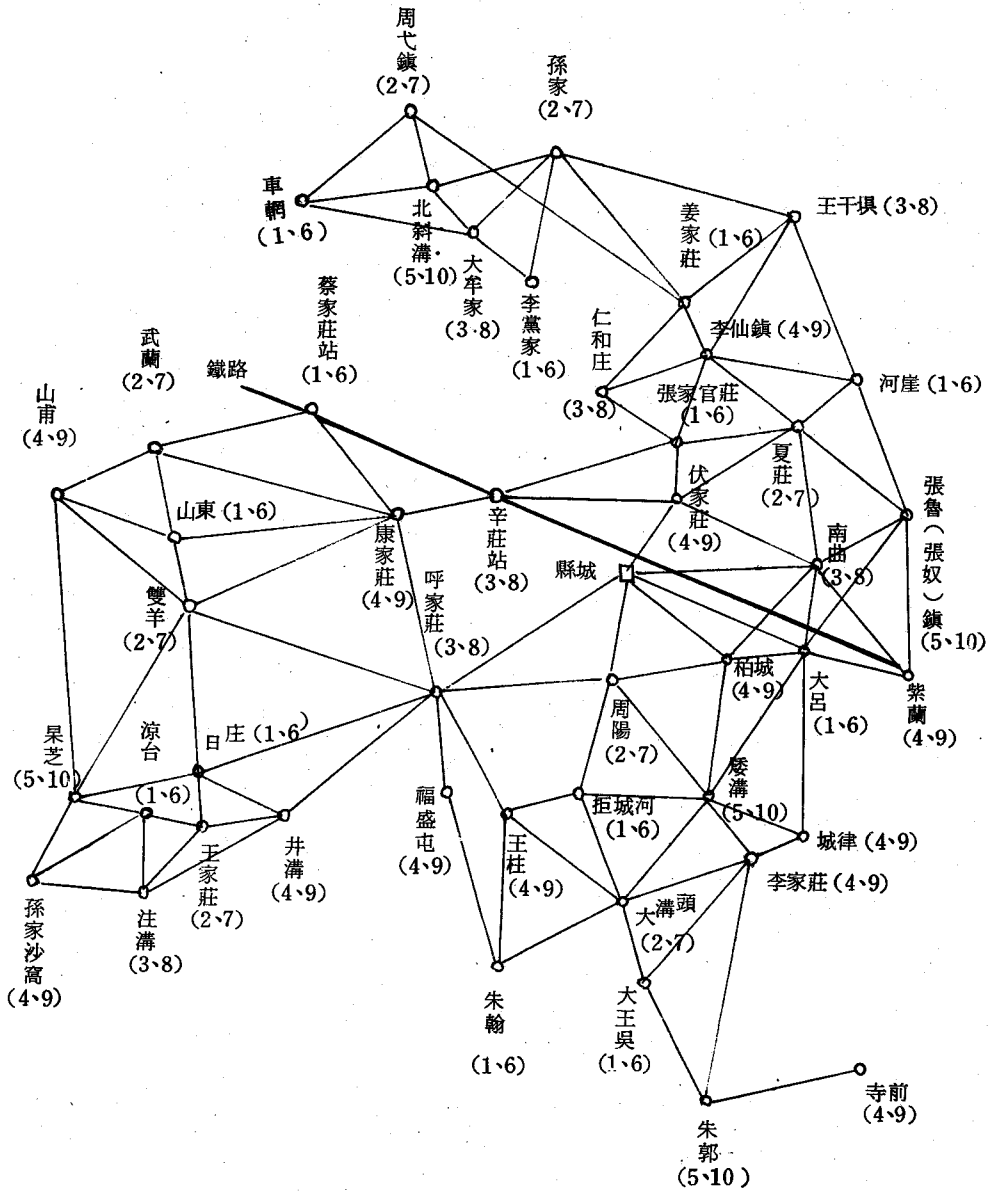 周弋鎮
(2、7)
孫家
(2、7)
車輞
(1、6)
北斜溝
(5、10)
大牟家
(3、8)
李黨家
(1、6)
姜家莊
(1、6)
王干垻 (3、8)
李仙鎮 (4、9)
仁和庄
(3、8)
張家官莊
(1、6)
河崖 (1、6)
夏莊
(2、7)
伏家莊
(4、9)
張魯(張奴)鎮
(5、10)
南曲
(3、8)
蔡家莊站
(1、6)
鐵路
武蘭
(2、7)
山甫
(4、9)
山東 (1、6)
康家莊
(4、9)
辛莊站
(3、8)
縣城
呼家莊
(3、8)
雙羊
(2、7)
柏城
(4、9)
大呂
(1、6)
紫蘭
(4、9)
周陽
(2、7)
杲芝
(5、10)
涼台
(1、6)
日庄 (1、6)
王家莊
(2、7)
井溝
(4、9)
福盛屯
(4、9)
王柱
(4、9)
拒城河
(1、6)
溝
(5、10)
城律 (4、9)
李家莊 (4、9)
孫家沙窩
(4、9)
注溝
(3、8)
大溝頭
(2、7)
朱翰
(1、6)
大王吳
(1、6)
寺前
(4、9)
朱郭
(5、10)